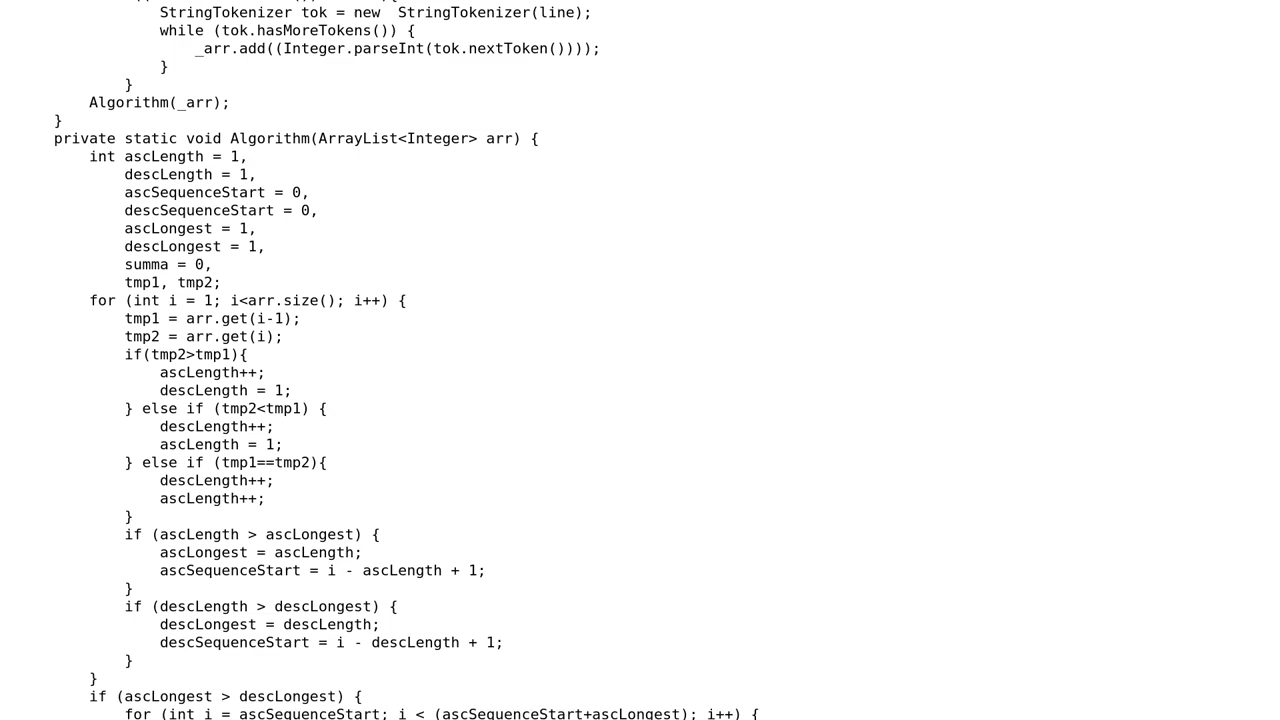 StringTokenizer tok = new  StringTokenizer(line);
while (tok.hasMoreTokens()) {
_arr.add((Integer.parseInt(tok.nextToken())));
}
}
Algorithm(_arr);
}
private static void Algorithm(ArrayList<Integer> arr) {
int ascLength = 1,
descLength = 1,
ascSequenceStart = 0,
descSequenceStart = 0,
ascLongest = 1,
descLongest = 1,
summa = 0,
tmp1, tmp2;
for (int i = 1; i<arr.size(); i++) {
tmp1 = arr.get(i-1);
tmp2 = arr.get(i);
if(tmp2>tmp1){
ascLength++;
descLength = 1;
} else if (tmp2<tmp1) {
descLength++;
ascLength = 1;
} else if (tmp1==tmp2){
descLength++;
ascLength++;
}
if (ascLength > ascLongest) {
ascLongest = ascLength;
ascSequenceStart = i - ascLength + 1;
}
if (descLength > descLongest) {
descLongest = descLength;
descSequenceStart = i - descLength + 1;
}
}
if (ascLongest > descLongest) {
for (int i = ascSequenceStart; i < (ascSequenceStart+ascLongest); i++) {